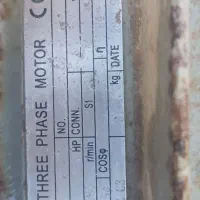 THREE PHASE MOTOR CE
NO.
HP CONN.
r/min S1
COSφ η
kg DATE